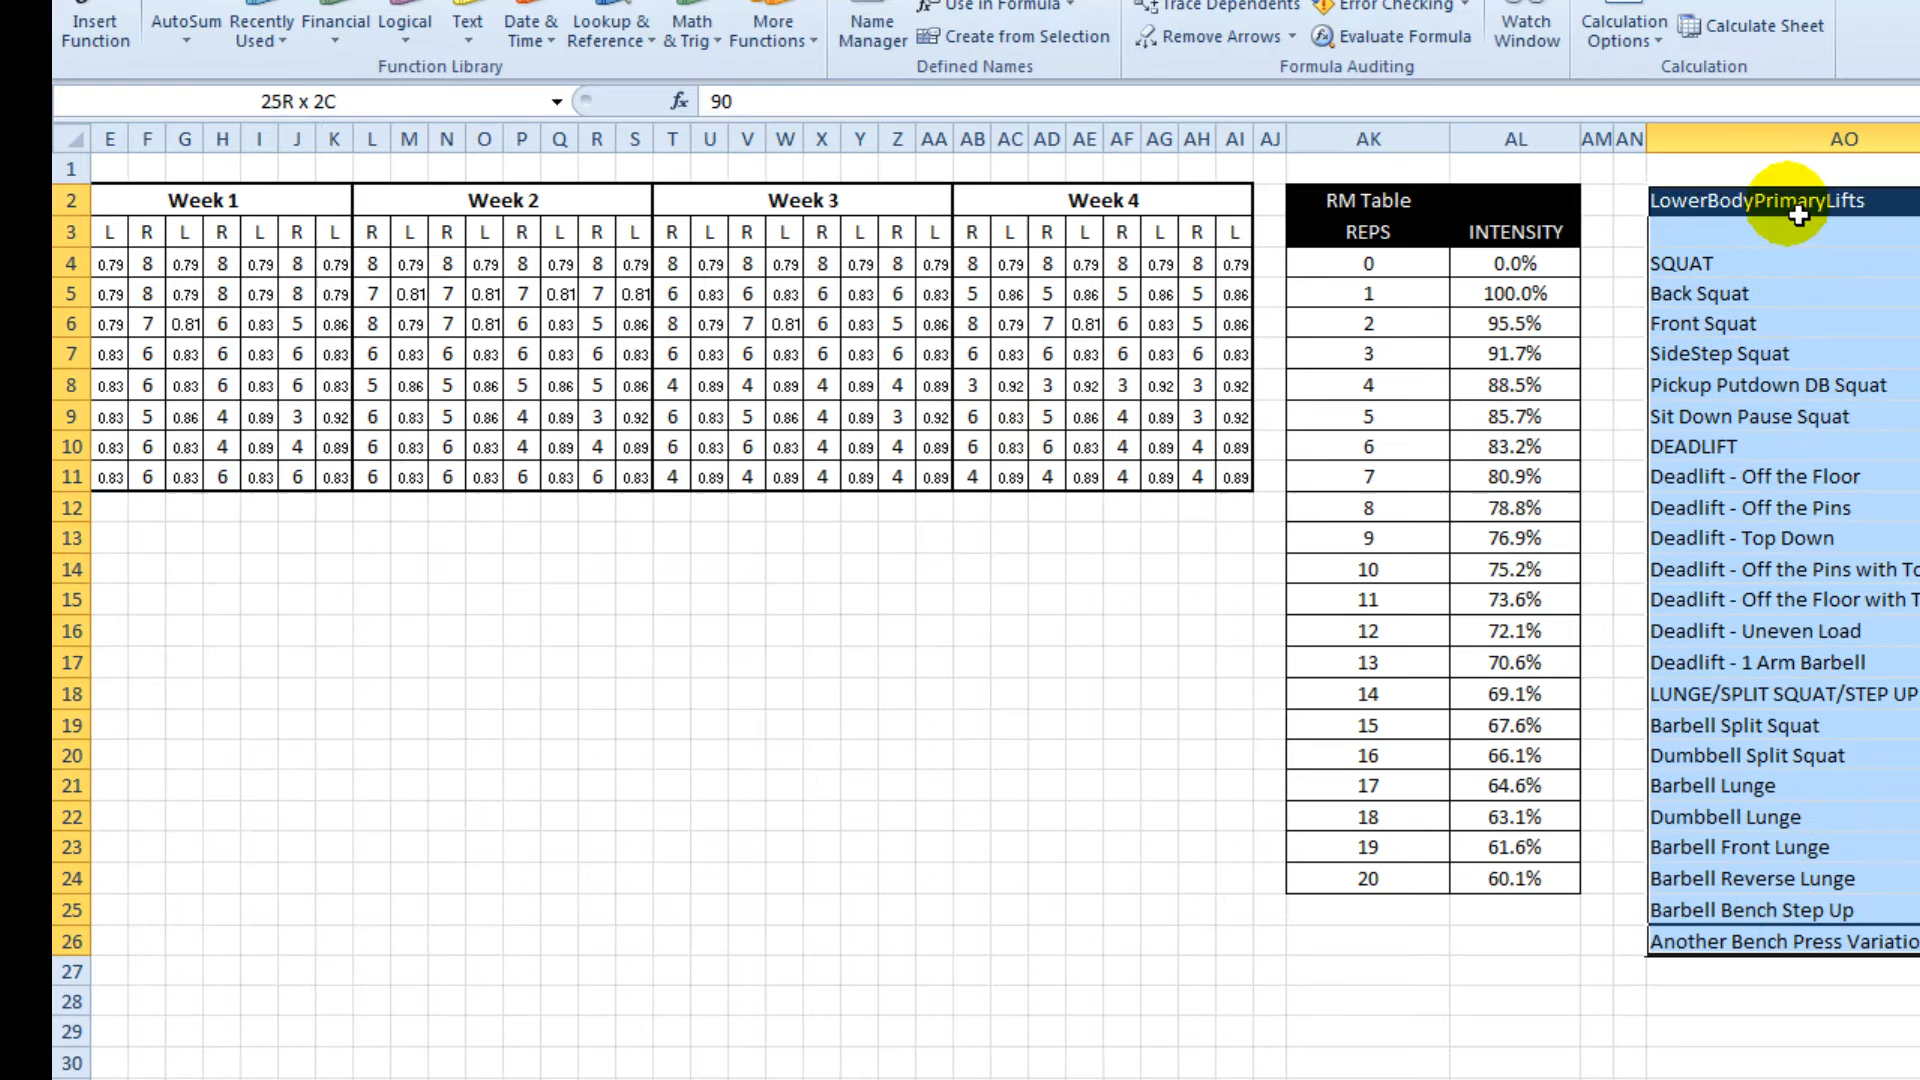 Insert Function
AutoSum
Recently Used
Financial
Logical
Text
Date & Time
Lookup & Reference
Math & Trig
More Functions
Function Library
Name Manager
Use in Formula
Create from Selection
Defined Names
Trace Dependents
Error Checking
Remove Arrows
Evaluate Formula
Formula Auditing
Watch Window
Calculation Options
Calculate Sheet
Calculation
25R x 2C fx 90
E F G H I J K L M N O P Q R S T U V W X Y Z AA AB AC AD AE AF AG AH AI AJ AK AL AM AN AO
1
2 Week 1 Week 2 Week 3 Week 4 RM Table LowerBodyPrimaryLifts
3 L R L R L R L R L R L R L R L R L R L R L R L R L R L R L R L REPS INTENSITY
4 0.79 8 0.79 8 0.79 8 0.79 8 0.79 8 0.79 8 0.79 8 0.79 8 0.79 8 0.79 8 0.79 8 0.79 8 0.79 8 0.79 8 0.79 8 0.79 0 0.0% SQUAT
5 0.79 8 0.79 8 0.79 8 0.79 7 0.81 7 0.81 7 0.81 7 0.81 6 0.83 6 0.83 6 0.83 6 0.83 5 0.86 5 0.86 5 0.86 5 0.86 1 100.0% Back Squat
6 0.79 7 0.81 6 0.83 5 0.86 8 0.79 7 0.81 6 0.83 5 0.86 8 0.79 7 0.81 6 0.83 5 0.86 8 0.79 7 0.81 6 0.83 5 0.86 2 95.5% Front Squat
7 0.83 6 0.83 6 0.83 6 0.83 6 0.83 6 0.83 6 0.83 6 0.83 6 0.83 6 0.83 6 0.83 6 0.83 6 0.83 6 0.83 6 0.83 6 0.83 3 91.7% SideStep Squat
8 0.83 6 0.83 6 0.83 6 0.83 5 0.86 5 0.86 5 0.86 5 0.86 4 0.89 4 0.89 4 0.89 4 0.89 3 0.92 3 0.92 3 0.92 3 0.92 4 88.5% Pickup Putdown DB Squat
9 0.83 5 0.86 4 0.89 3 0.92 6 0.83 5 0.86 4 0.89 3 0.92 6 0.83 5 0.86 4 0.89 3 0.92 6 0.83 5 0.86 4 0.89 3 0.92 5 85.7% Sit Down Pause Squat
10 0.83 6 0.83 4 0.89 4 0.89 6 0.83 6 0.83 4 0.89 4 0.89 6 0.83 6 0.83 4 0.89 4 0.89 6 0.83 6 0.83 4 0.89 4 0.89 6 83.2% DEADLIFT
11 0.83 6 0.83 6 0.83 6 0.83 6 0.83 6 0.83 6 0.83 6 0.83 4 0.89 4 0.89 4 0.89 4 0.89 4 0.89 4 0.89 4 0.89 4 0.89 7 80.9% Deadlift - Off the Floor
12 8 78.8% Deadlift - Off the Pins
13 9 76.9% Deadlift - Top Down
14 10 75.2% Deadlift - Off the Pins with
15 11 73.6% Deadlift - Off the Floor with
16 12 72.1% Deadlift - Uneven Load
17 13 70.6% Deadlift - 1 Arm Barbell
18 14 69.1% LUNGE/SPLIT SQUAT/STEP UP
19 15 67.6% Barbell Split Squat
20 16 66.1% Dumbbell Split Squat
21 17 64.6% Barbell Lunge
22 18 63.1% Dumbbell Lunge
23 19 61.6% Barbell Front Lunge
24 20 60.1% Barbell Reverse Lunge
25 Barbell Bench Step Up
26 Another Bench Press Variatio
27
28
29
30